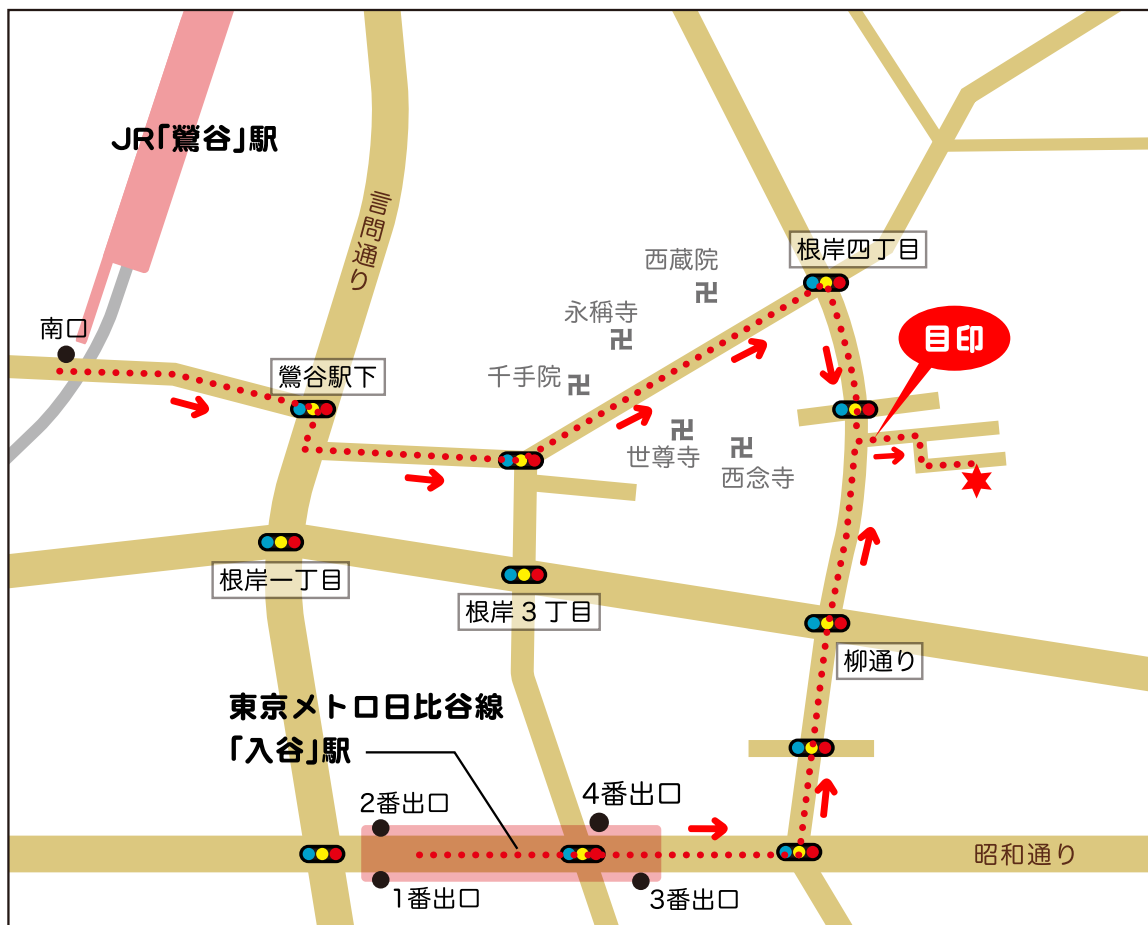 JR「鶯谷」駅
言問通り
西蔵院
根岸四丁目
永稱寺
南口
目印
千手院
鶯谷駅下
世尊寺
西念寺
根岸一丁目
根岸3丁目
柳通り
東京メトロ日比谷線
「入谷」駅
2番出口
4番出口
昭和通り
1番出口
3番出口